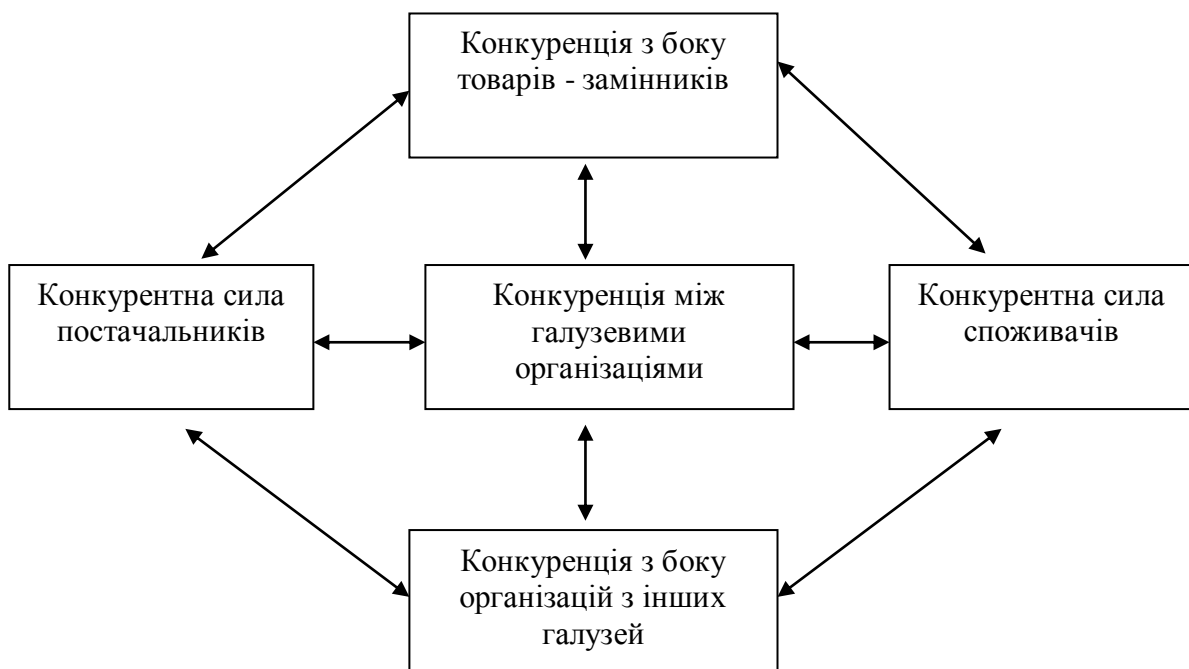 Конкуренція з боку
товарів - замінників
Конкурентна сила
постачальників
Конкуренція між
галузевими
організаціями
Конкурентна сила
споживачів
Конкуренція з боку
організацій з інших
галузей